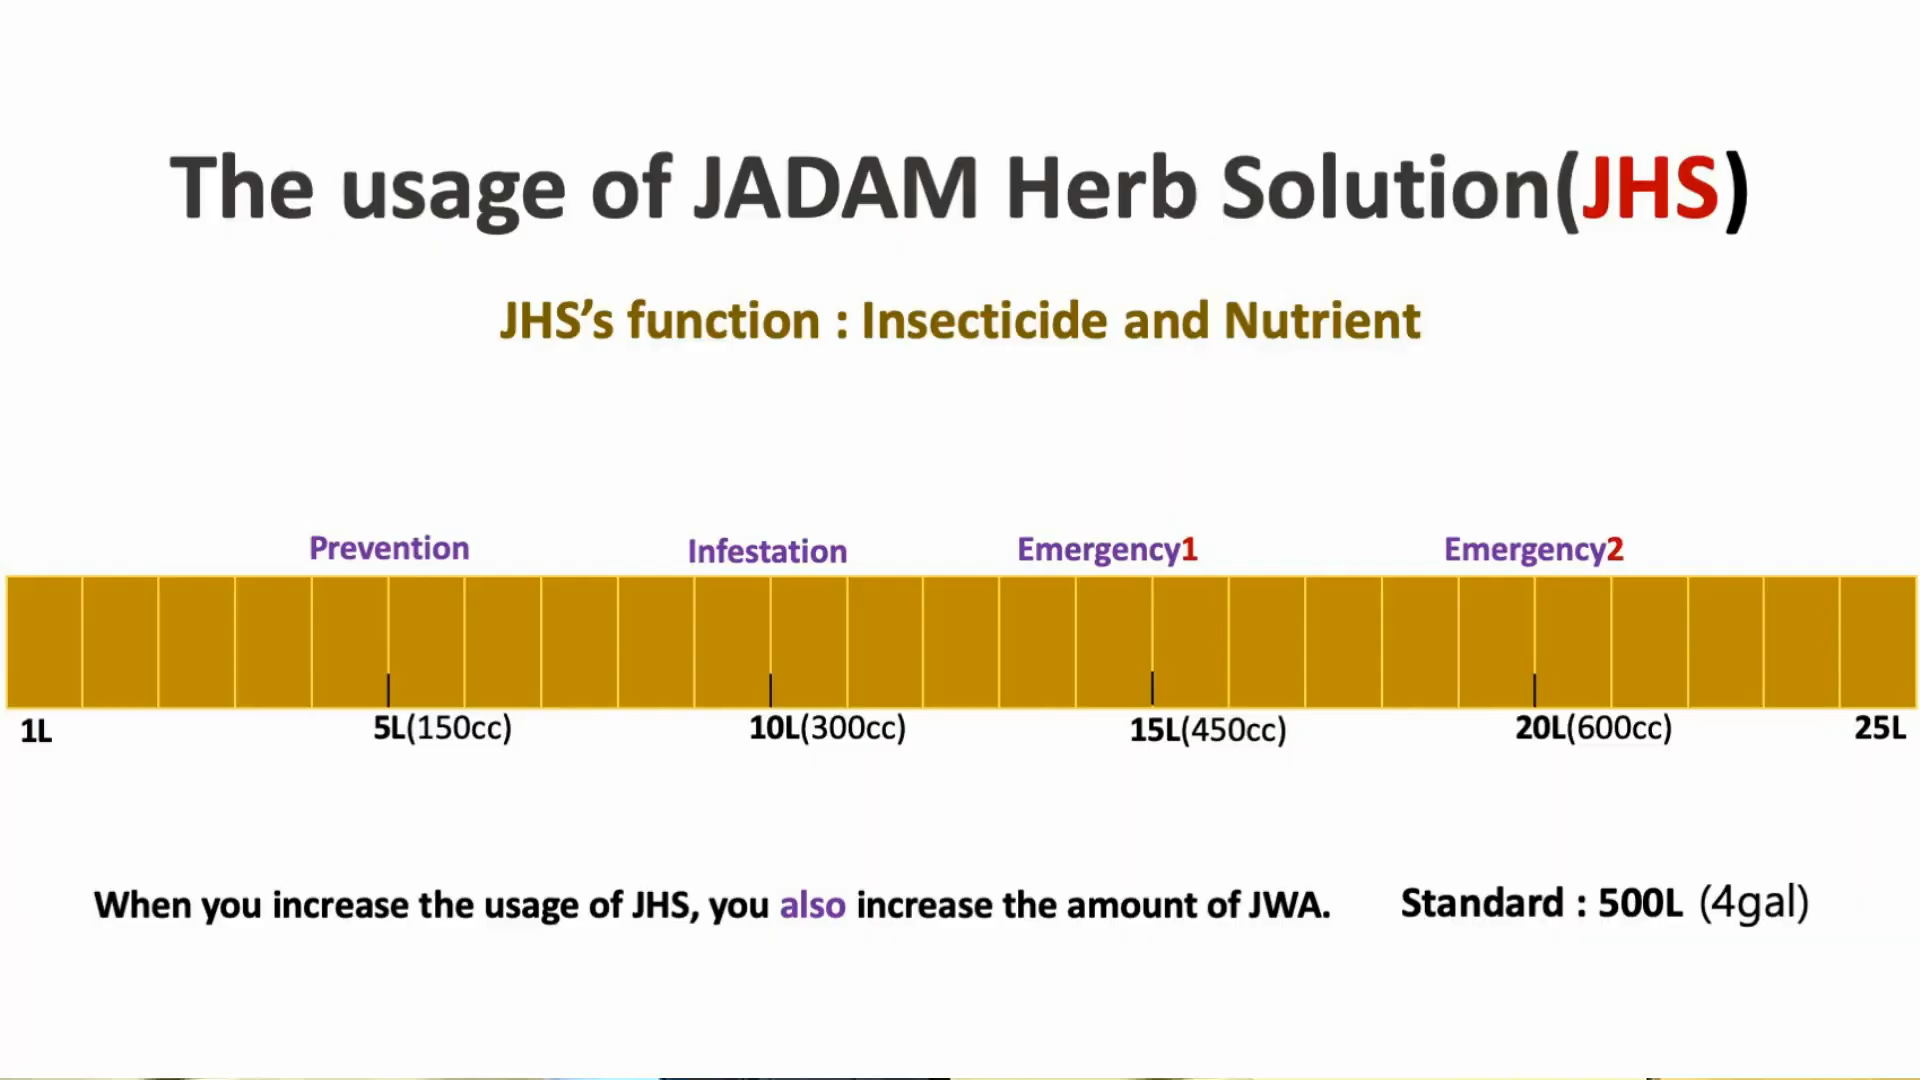 The usage of JADAM Herb Solution(JHS)
JHS’s function : Insecticide and Nutrient
Prevention Infestation Emergency1 Emergency2
1L 5L(150cc) 10L(300cc) 15L(450cc) 20L(600cc) 25L
When you increase the usage of JHS, you also increase the amount of JWA. Standard : 500L (4gal)